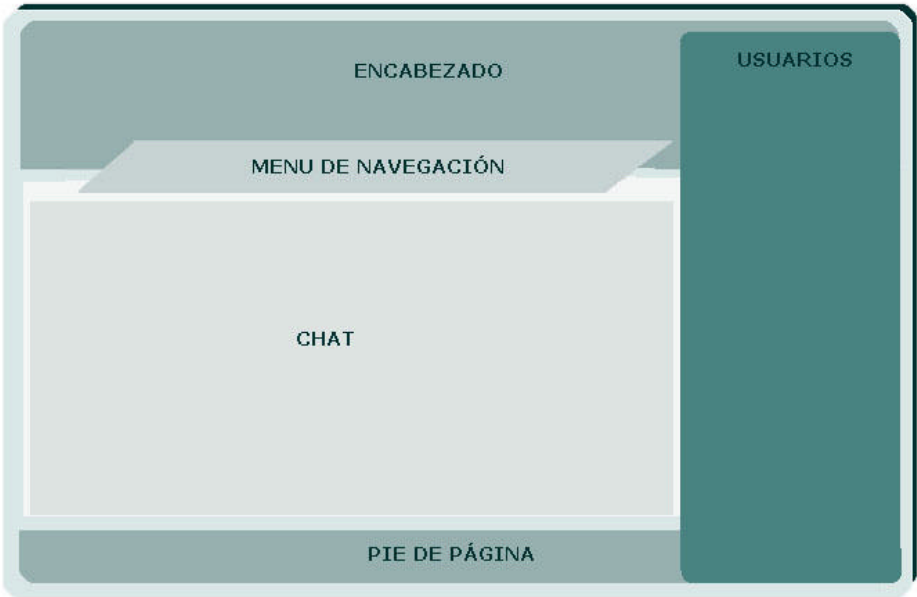 ENCABEZADO
USUARIOS
MENU DE NAVEGACIÓN
CHAT
PIE DE PÁGINA